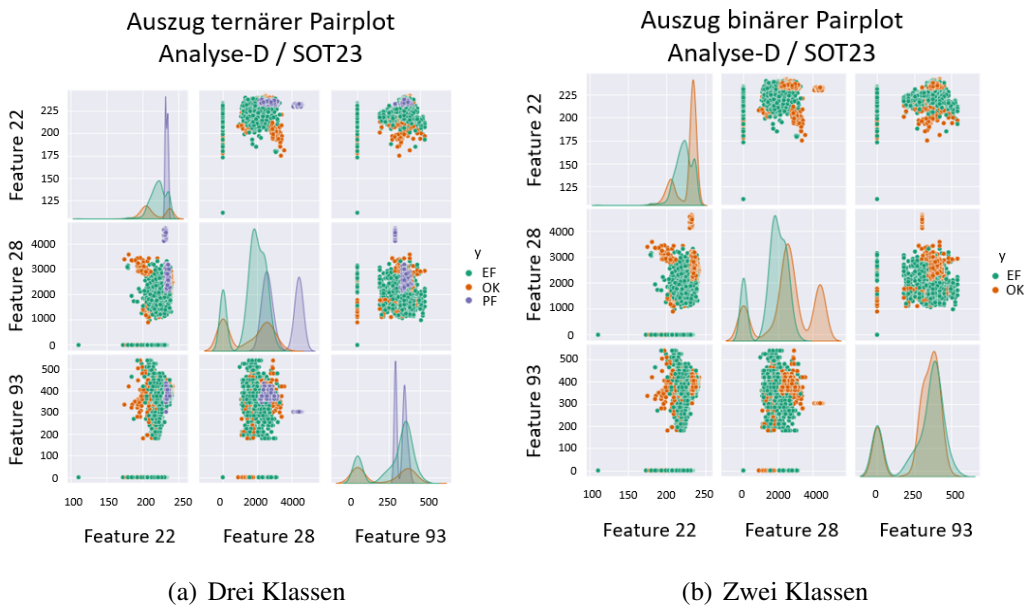 Auszug ternärer Pairplot
Analyse-D / SOT23
Feature 22
225
200
175
150
125
Feature 28
4000
3000
2000
1000
0
Feature 93
500
400
300
200
100
0
100 150 200 250
0 2000 4000
0 250 500
Feature 22 Feature 28 Feature 93
y
EF
OK
PF
(a) Drei Klassen
Auszug binärer Pairplot
Analyse-D / SOT23
Feature 22
225
200
175
150
125
Feature 28
4000
3000
2000
1000
0
Feature 93
500
400
300
200
100
0
100 150 200 250
0 2000 4000
0 250 500
Feature 22 Feature 28 Feature 93
y
EF
OK
(b) Zwei Klassen